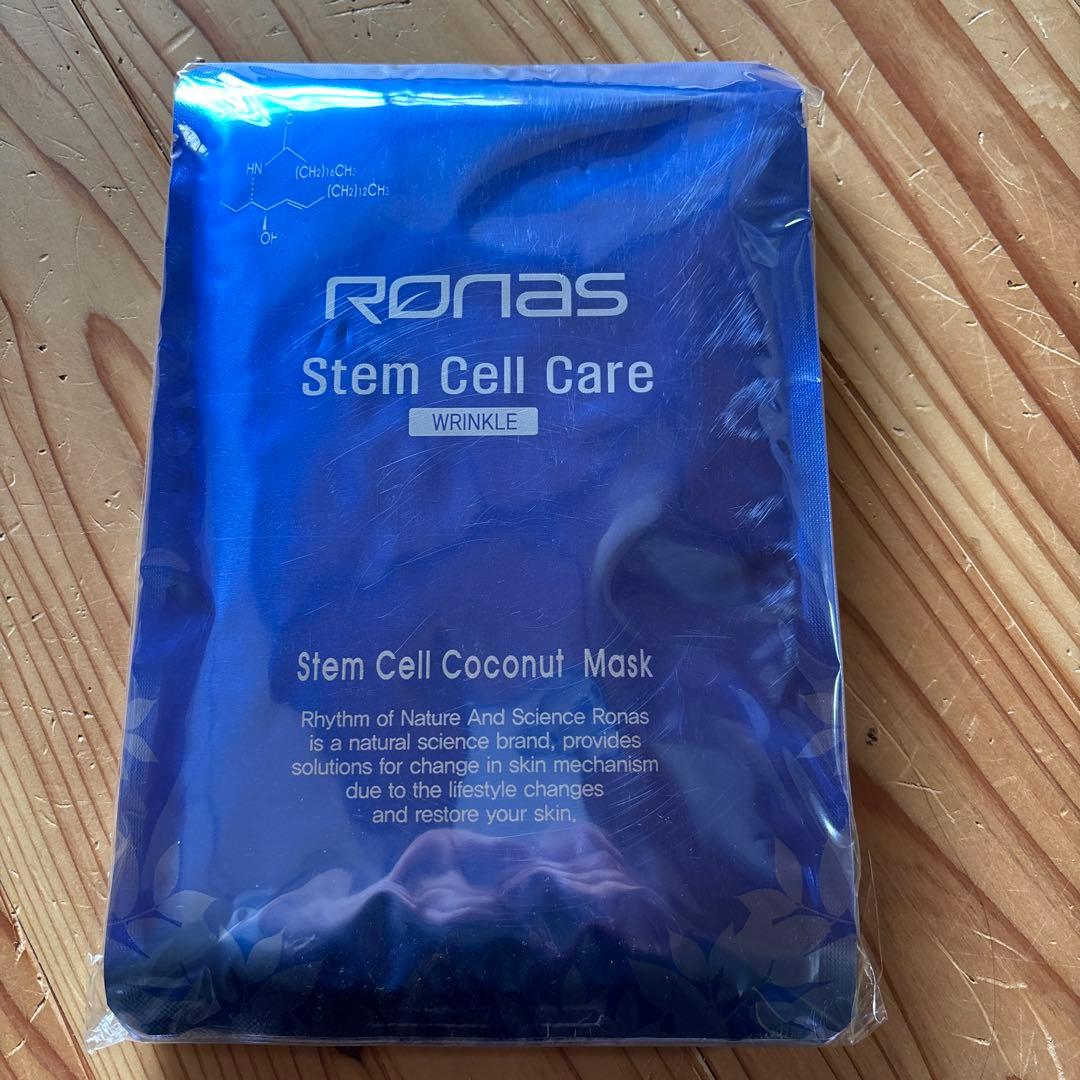 C
HN
(CH2)16CH3
(CH2)12CH3
OH
RONAS
Stem Cell Care
WRINKLE
Stem Cell Coconut Mask
Rhythm of Nature And Science Ronas
is a natural science brand, provides
solutions for change in skin mechanism
due to the lifestyle changes
and restore your skin.